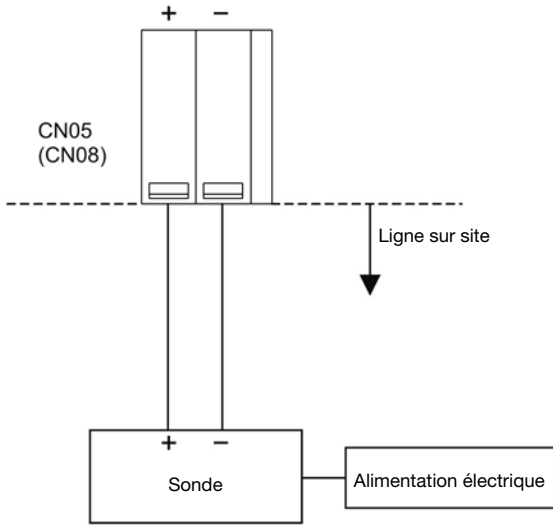 + −
CN05
(CN08)
Ligne sur site
+ −
Sonde
Alimentation électrique